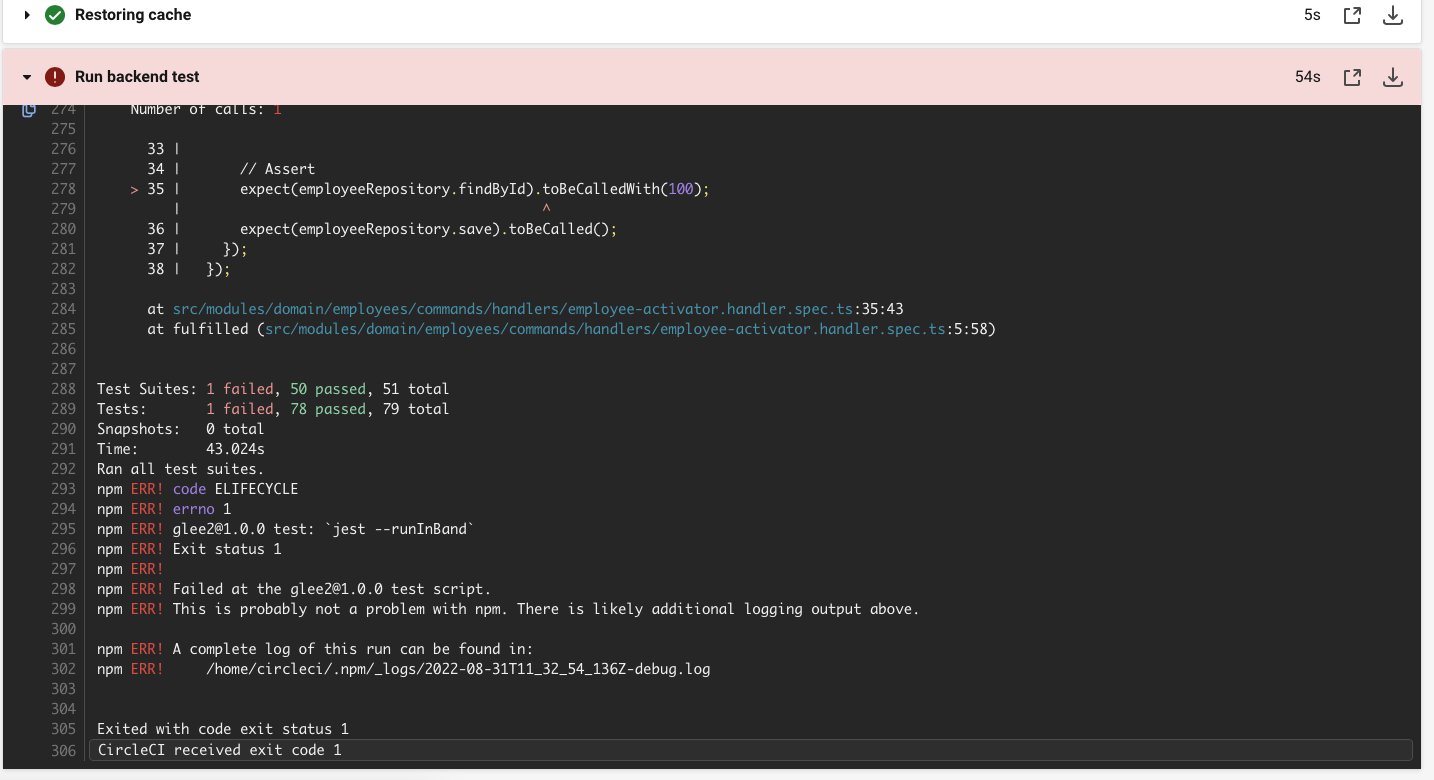 Restoring cache 5s
Run backend test 54s
274 Number of calls: 1
275
276 33 |
277 34 | // Assert
278 > 35 | expect(employeeRepository.findById).toBeCalledWith(100);
279 | ^
280 36 | expect(employeeRepository.save).toBeCalled();
281 37 | });
282 38 | });
283
284 at src/modules/domain/employees/commands/handlers/employee-activator.handler.spec.ts:35:43
285 at fulfilled (src/modules/domain/employees/commands/handlers/employee-activator.handler.spec.ts:5:58)
286
287
288 Test Suites: 1 failed, 50 passed, 51 total
289 Tests: 1 failed, 78 passed, 79 total
290 Snapshots: 0 total
291 Time: 43.024s
292 Ran all test suites.
293 npm ERR! code ELIFECYCLE
294 npm ERR! errno 1
295 npm ERR! glee2@1.0.0 test: `jest --runInBand`
296 npm ERR! Exit status 1
297 npm ERR!
298 npm ERR! Failed at the glee2@1.0.0 test script.
299 npm ERR! This is probably not a problem with npm. There is likely additional logging output above.
300
301 npm ERR! A complete log of this run can be found in:
302 npm ERR! /home/circleci/.npm/_logs/2022-08-31T11_32_54_136Z-debug.log
303
304
305 Exited with code exit status 1
306 CircleCI received exit code 1